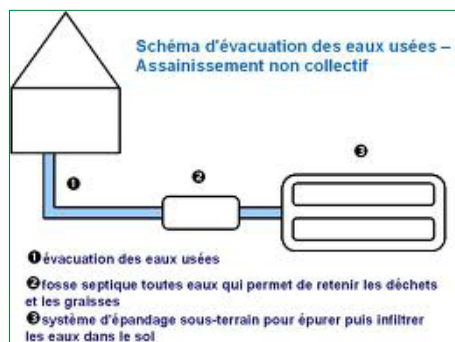 Schéma d'évacuation des eaux usées –
Assainissement non collectif
❸
❷
❶
❶évacuation des eaux usées
❷fosse septique toutes eaux qui permet de retenir les déchets
et les graisses
❸système d'épandage sous-terrain pour épurer puis infiltrer
les eaux dans le sol